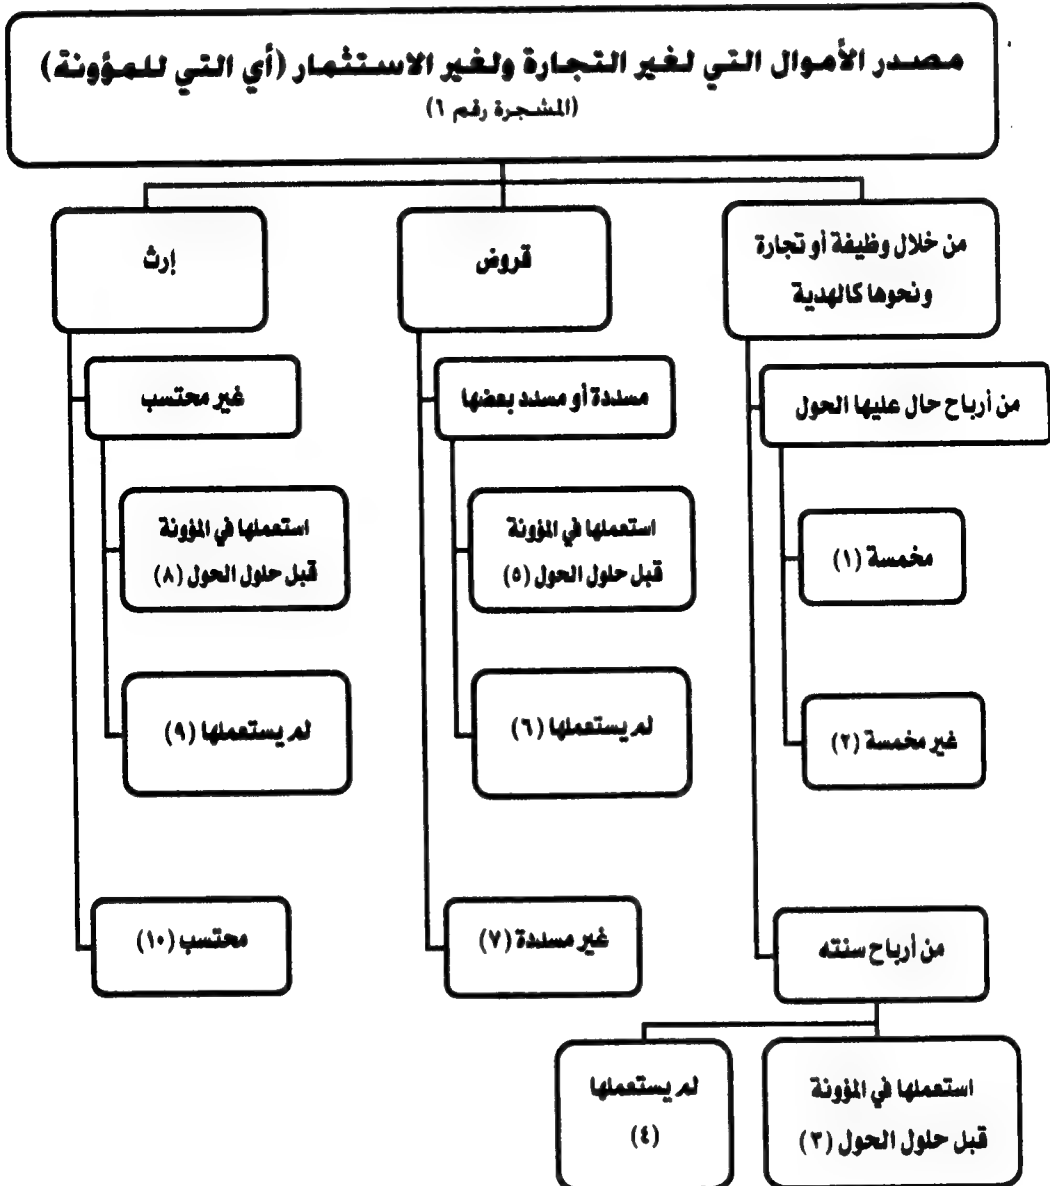 مصدر الأموال التي لغير التجارة ولغير الاستثمار (أي التي للمؤونة)
(المشجرة رقم ١)
من خلال وظيفة أو تجارة
ونحوها كالهدية
من أرباح حال عليها الحول
مخمسة (١)
غير مخمسة (٢)
من أرباح سنته
استعملها في المؤونة
قبل حلول الحول (٣)
لم يستعملها
(٤)
قروض
مسددة أو مسدد بعضها
استعملها في المؤونة
قبل حلول الحول (٥)
لم يستعملها (٦)
غير مسددة (٧)
إرث
غير محتسب
استعملها في المؤونة
قبل حلول الحول (٨)
لم يستعملها (٩)
محتسب (١٠)